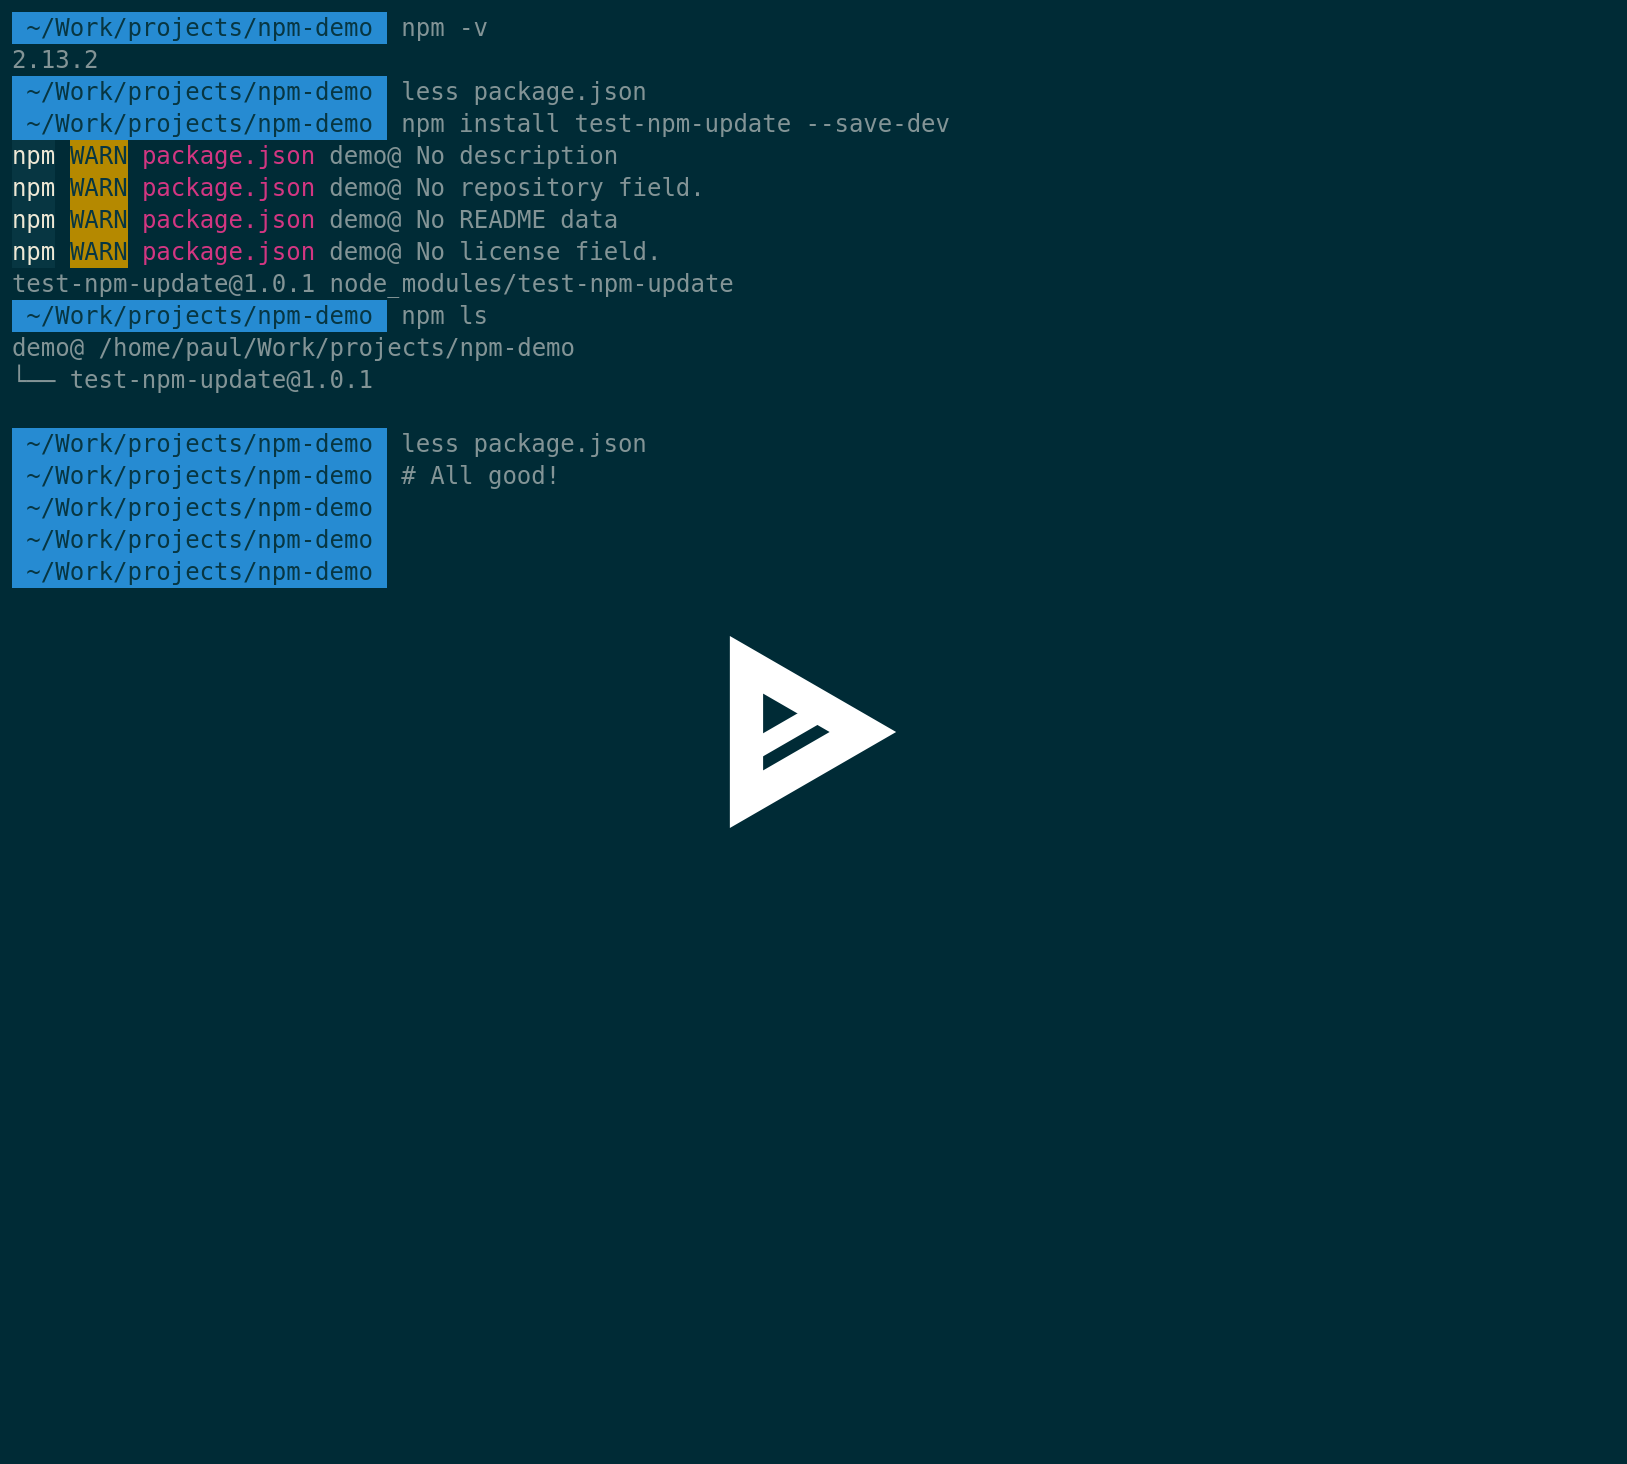 ~/Work/projects/npm-demo npm -v
2.13.2
~/Work/projects/npm-demo less package.json
~/Work/projects/npm-demo npm install test-npm-update --save-dev
npm WARN package.json demo@ No description
npm WARN package.json demo@ No repository field.
npm WARN package.json demo@ No README data
npm WARN package.json demo@ No license field.
test-npm-update@1.0.1 node_modules/test-npm-update
~/Work/projects/npm-demo npm ls
demo@ /home/paul/Work/projects/npm-demo
└── test-npm-update@1.0.1
~/Work/projects/npm-demo less package.json
~/Work/projects/npm-demo # All good!
~/Work/projects/npm-demo
~/Work/projects/npm-demo
~/Work/projects/npm-demo